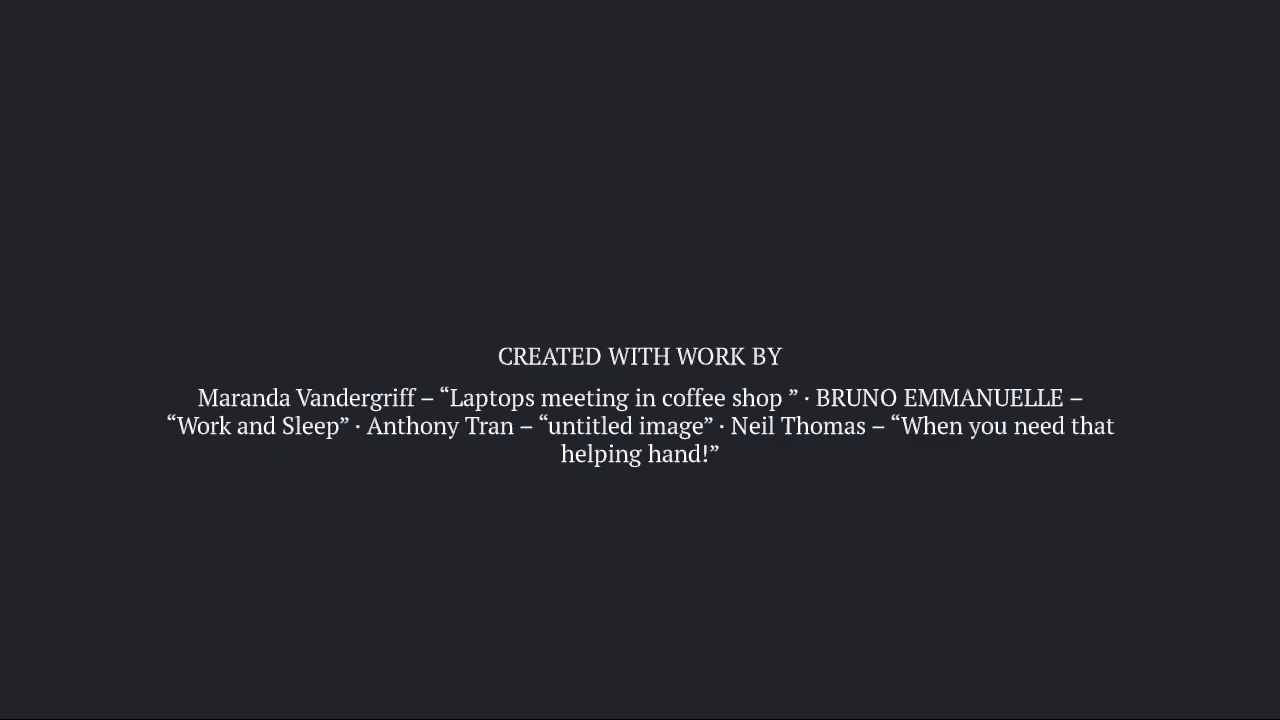 CREATED WITH WORK BY
Maranda Vandergriff – “Laptops meeting in coffee shop ” · BRUNO EMMANUELLE –
“Work and Sleep” · Anthony Tran – “untitled image” · Neil Thomas – “When you need that
helping hand!”